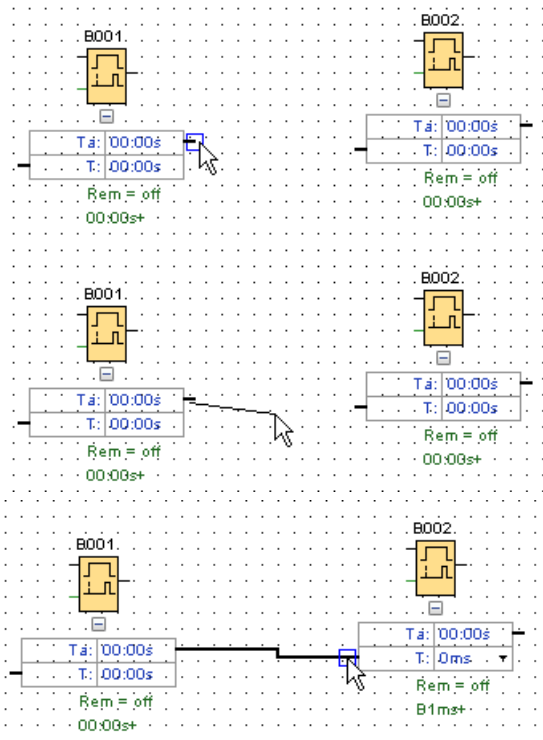 B001
B002
Ta: 00:00s
T: 00:00s
Rem = off
00:00s+
Ta: 00:00s
T: 00:00s
Rem = off
00:00s+
B001
B002
Ta: 00:00s
T: 00:00s
Rem = off
00:00s+
Ta: 00:00s
T: 00:00s
Rem = off
00:00s+
B001
B002
Ta: 00:00s
T: 00:00s
Rem = off
00:00s+
Ta: 00:00s
T: 0ms
Rem = off
B1ms+